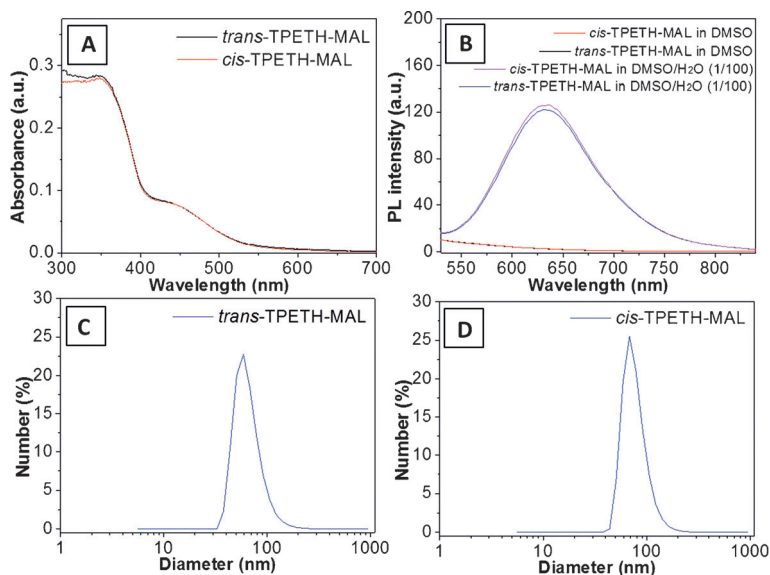 A
trans-TPETH-MAL
cis-TPETH-MAL
Absorbance (a.u.)
0.3
0.2
0.1
0.0
300 400 500 600 700
Wavelength (nm)
B
cis-TPETH-MAL in DMSO
trans-TPETH-MAL in DMSO
cis-TPETH-MAL in DMSO/H2O (1/100)
trans-TPETH-MAL in DMSO/H2O (1/100)
PL intensity (a.u.)
200
160
120
80
40
0
550 600 650 700 750 800
Wavelength (nm)
C
trans-TPETH-MAL
Number (%)
30
25
20
15
10
5
0
1 10 100 1000
Diameter (nm)
D
cis-TPETH-MAL
Number (%)
30
25
20
15
10
5
0
1 10 100 1000
Diameter (nm)